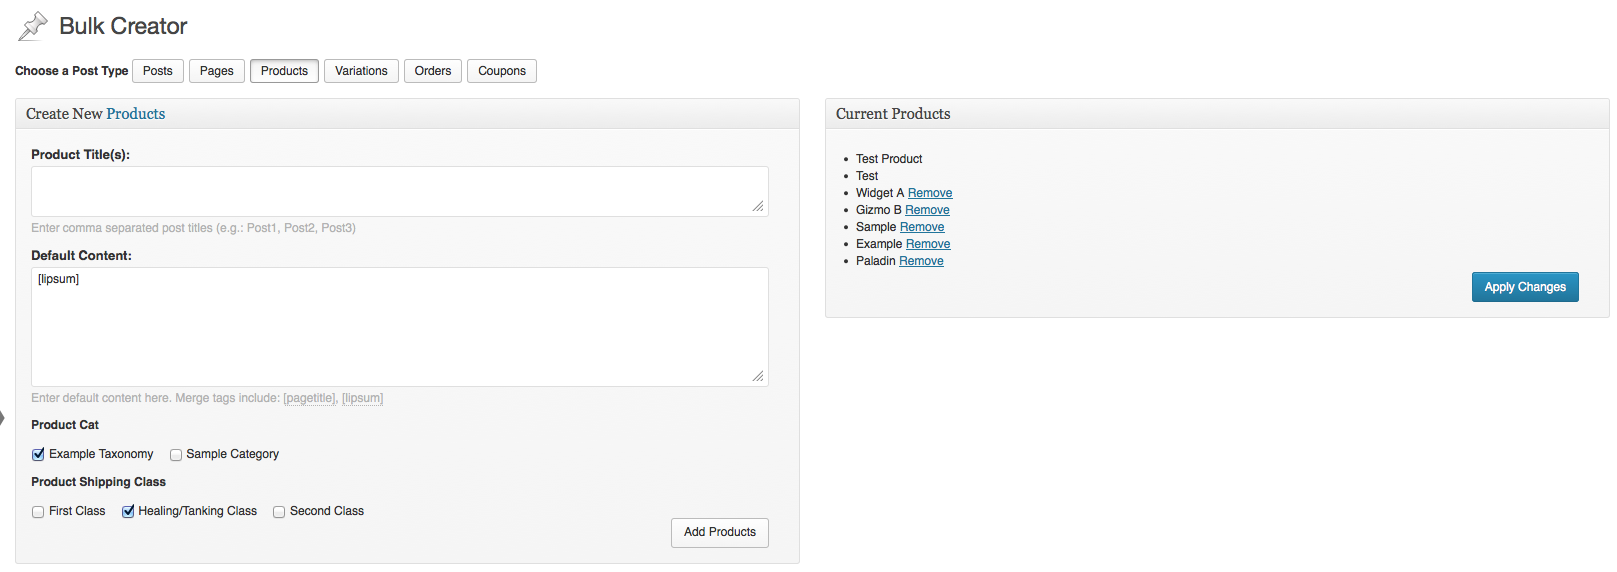 Bulk Creator
Choose a Post Type Posts Pages Products Variations Orders Coupons
Create New Products
Product Title(s):
Enter comma separated post titles (e.g.: Post1, Post2, Post3)
Default Content:
[lipsum]
Enter default content here. Merge tags include: [pagetitle], [lipsum]
Product Cat
Example Taxonomy Sample Category
Product Shipping Class
First Class Healing/Tanking Class Second Class
Add Products
Current Products
Test Product
Test
Widget A Remove
Gizmo B Remove
Sample Remove
Example Remove
Paladin Remove
Apply Changes